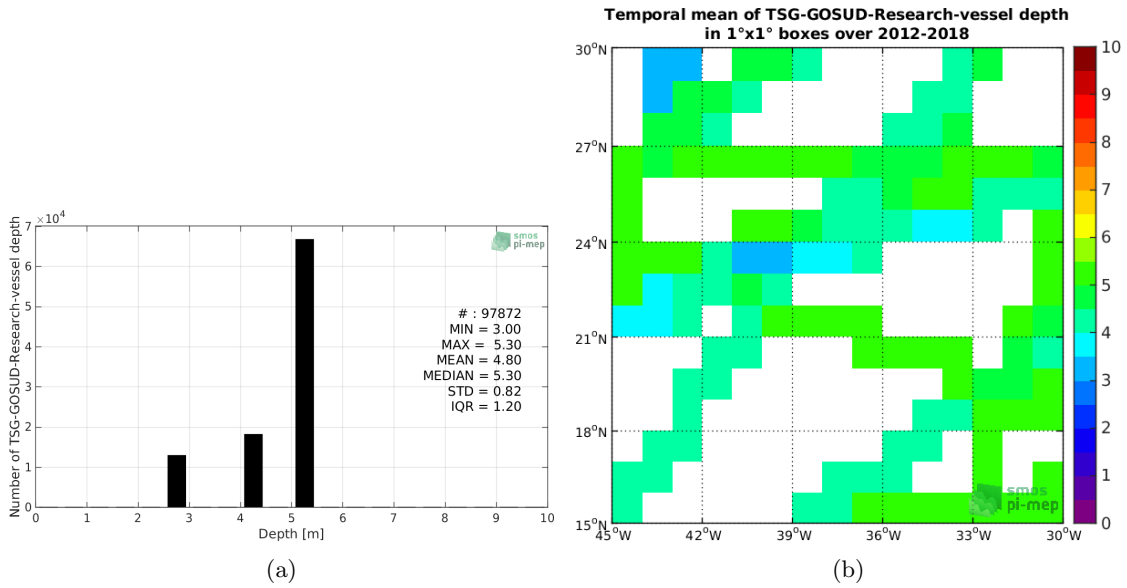 Number of TSG-GOSUD-Research-vessel depth
×10⁴
7
6
5
4
3
2
1
0
0 1 2 3 4 5 6 7 8 9 10
Depth [m]
smos
pi-mep
# : 97872
MIN = 3.00
MAX = 5.30
MEAN = 4.80
MEDIAN = 5.30
STD = 0.82
IQR = 1.20
(a)
Temporal mean of TSG-GOSUD-Research-vessel depth
in 1°x1° boxes over 2012-2018
30°N
27°N
24°N
21°N
18°N
15°N
45°W 42°W 39°W 36°W 33°W 30°W
smos
pi-mep
10
9
8
7
6
5
4
3
2
1
0
(b)